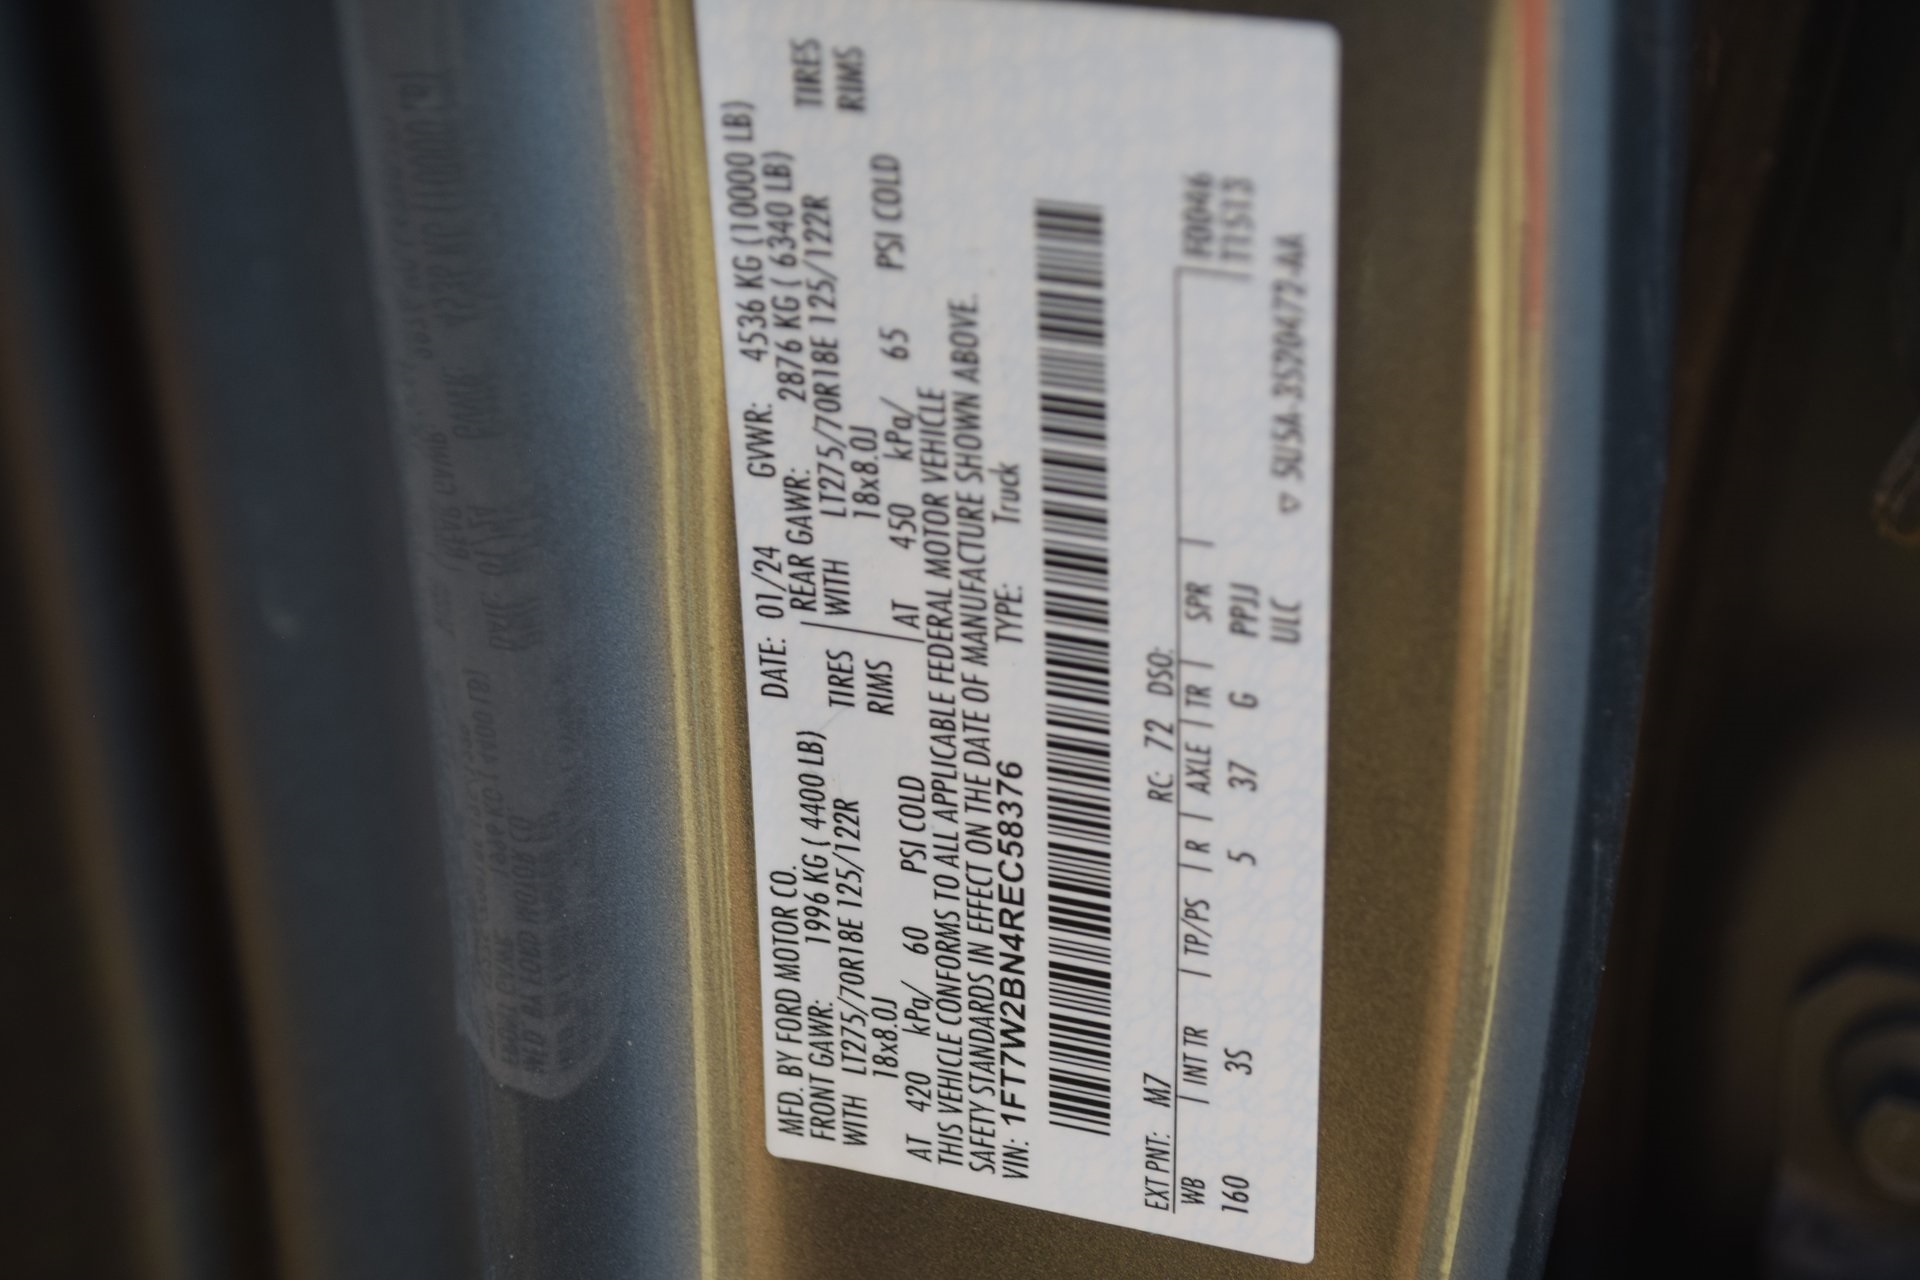 MFD. BY FORD MOTOR CO. DATE: 01/24 GVWR: 4536 KG (10000 LB)
FRONT GAWR: 1996 KG ( 4400 LB) REAR GAWR: 2876 KG ( 6340 LB)
WITH LT275/70R18E 125/122R TIRES WITH LT275/70R18E 125/122R TIRES
18x8.0J RIMS 18x8.0J RIMS
AT 420 kPa/ 60 PSI COLD AT 450 kPa/ 65 PSI COLD
THIS VEHICLE CONFORMS TO ALL APPLICABLE FEDERAL MOTOR VEHICLE
SAFETY STANDARDS IN EFFECT ON THE DATE OF MANUFACTURE SHOWN ABOVE.
VIN: 1FT7W2BN4REC58376 TYPE: Truck
EXT PNT: M7 RC: 72 DSO:
WB | INT TR | TP/PS | R | AXLE | TR | SPR | F0046
160 3S 5 37 G PPJJ T1513
ULC ▽ 5U5A-3520472-AA